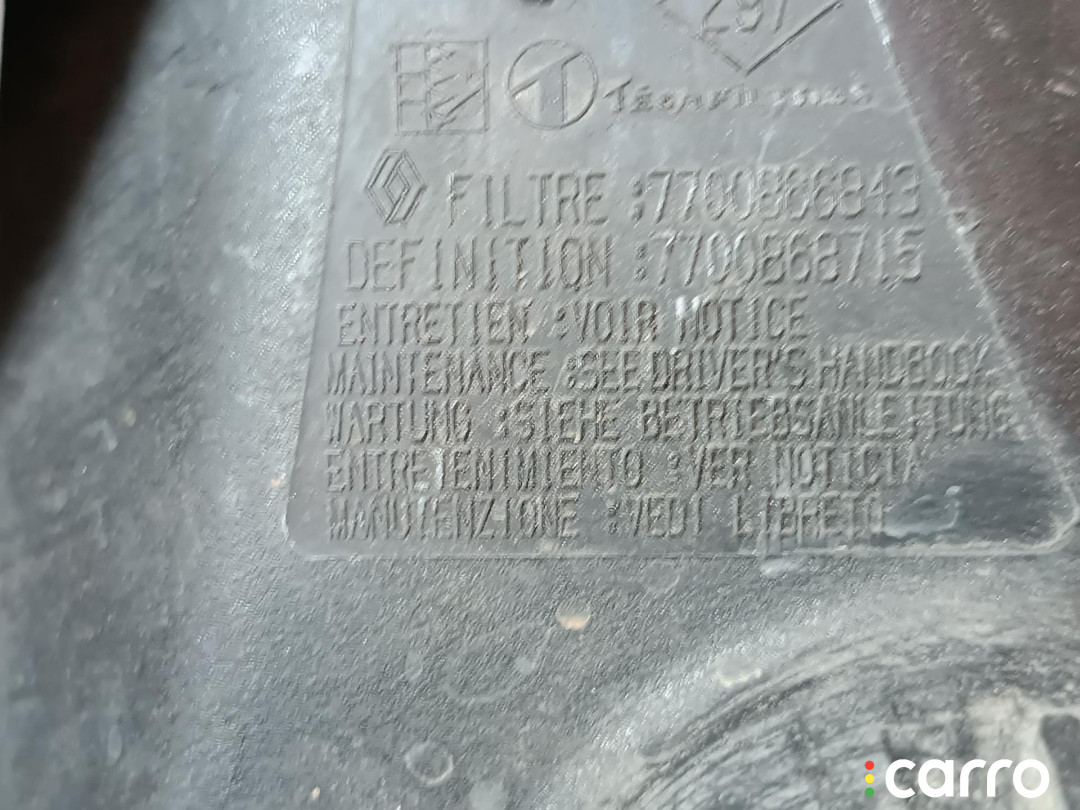 297
FILTRE :7700866843
DEFINITION :7700868715
ENTRETIEN :VOIR NOTICE
MAINTENANCE :SEE DRIVER'S HANDBOOK
WARTUNG :SIEHE BETRIEBSANLEITUNG
ENTRETENIMIENTO :VER NOTICIA
MANUTENZIONE :VEDI LIBRETO
carro